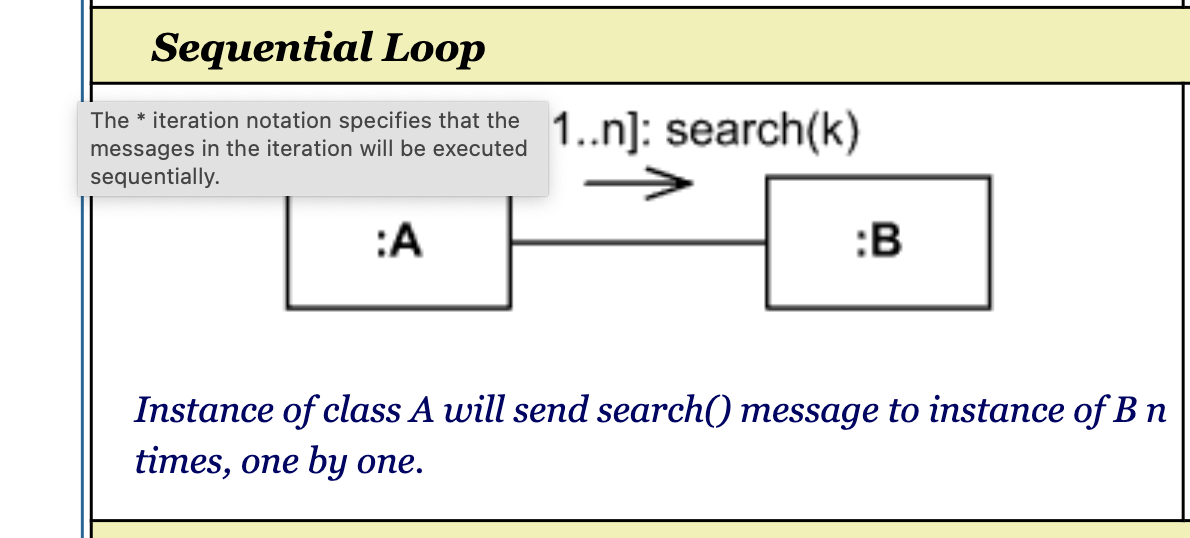 Sequential Loop
The * iteration notation specifies that the
messages in the iteration will be executed
sequentially.
1..n]: search(k)
:A
:B
Instance of class A will send search() message to instance of B n
times, one by one.